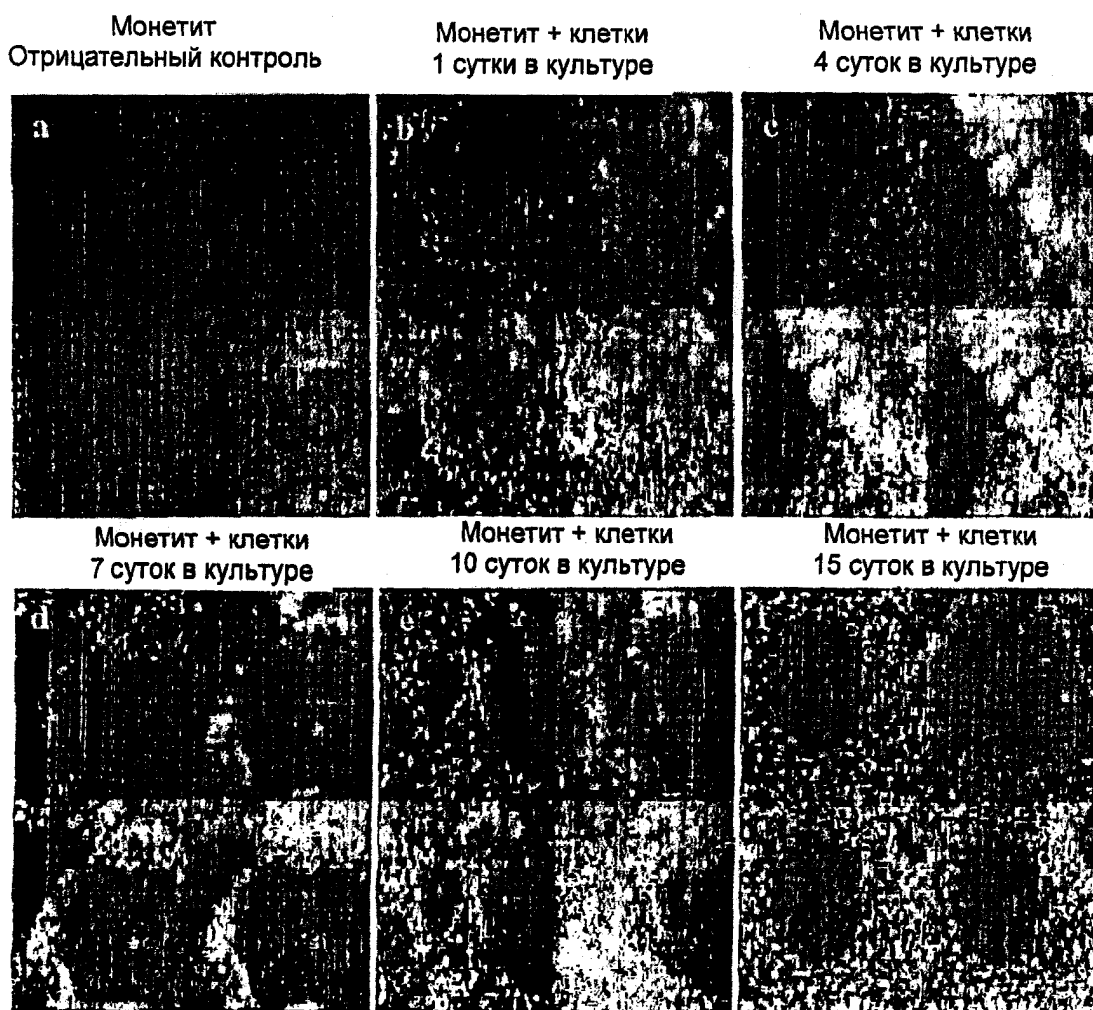 Монетит
Отрицательный контроль
Монетит + клетки
1 сутки в культуре
Монетит + клетки
4 суток в культуре
a
b
c
Монетит + клетки
7 суток в культуре
Монетит + клетки
10 суток в культуре
Монетит + клетки
15 суток в культуре
d
e
f